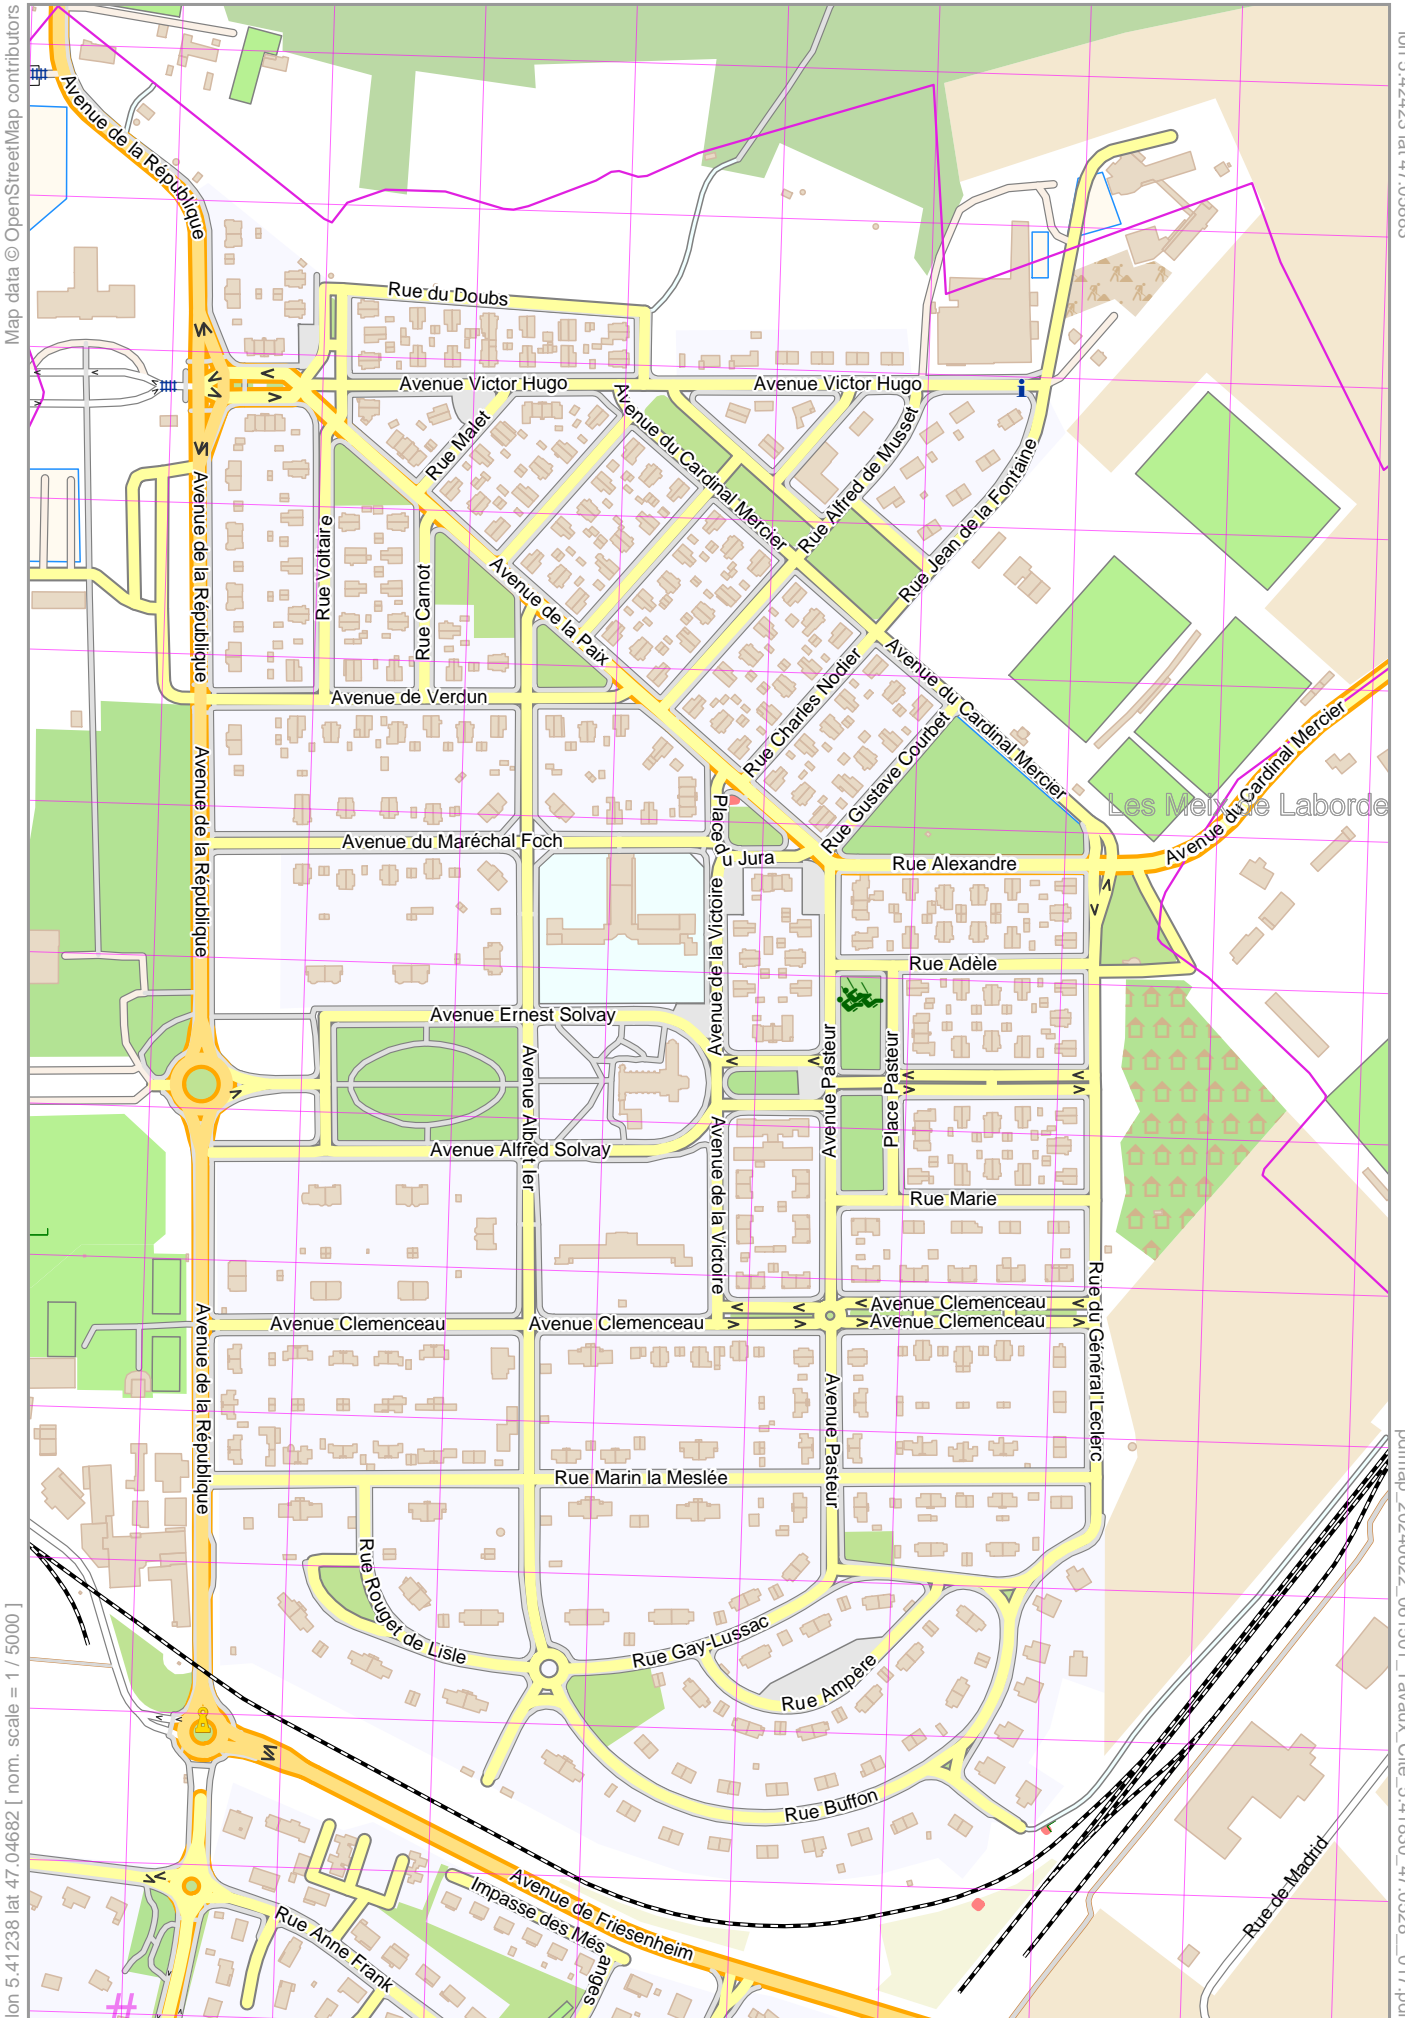 Map data © OpenStreetMap contributors
Avenue de la République
Rue du Doubs
Avenue Victor Hugo
Avenue Victor Hugo
Rue Malet
Avenue du Cardinal Mercier
Rue Alfred de Musset
Rue Jean de la Fontaine
Avenue de la République
Rue Voltaire
Rue Carnot
Avenue de la Paix
Avenue de Verdun
Rue Charles Nodier
Avenue du Cardinal Mercier
Rue Gustave Courbet
Avenue du Cardinal Mercier
Les Meix de Laborde
Avenue de la République
Avenue du Maréchal Foch
Place du Jura
Rue Alexandre
Avenue de la Victoire
Rue Adèle
Avenue Ernest Solvay
Avenue Pasteur
Place Pasteur
Avenue Alfred Solvay
Avenue de la Victoire
Rue Marie
Avenue Clemenceau
Avenue Clemenceau
Avenue Clemenceau
Avenue Clemenceau
Rue du Général Leclerc
Avenue de la République
Avenue Pasteur
Rue Marin la Meslée
Rue Rouget de Lisle
Rue Gay-Lussac
Rue Ampère
Rue Buffon
Rue de Madrid
Avenue de Friesenheim
Impasse des Més anges
Rue Anne Frank
lon 5.41238 lat 47.04682 [ nom. scale = 1 / 5000 ]